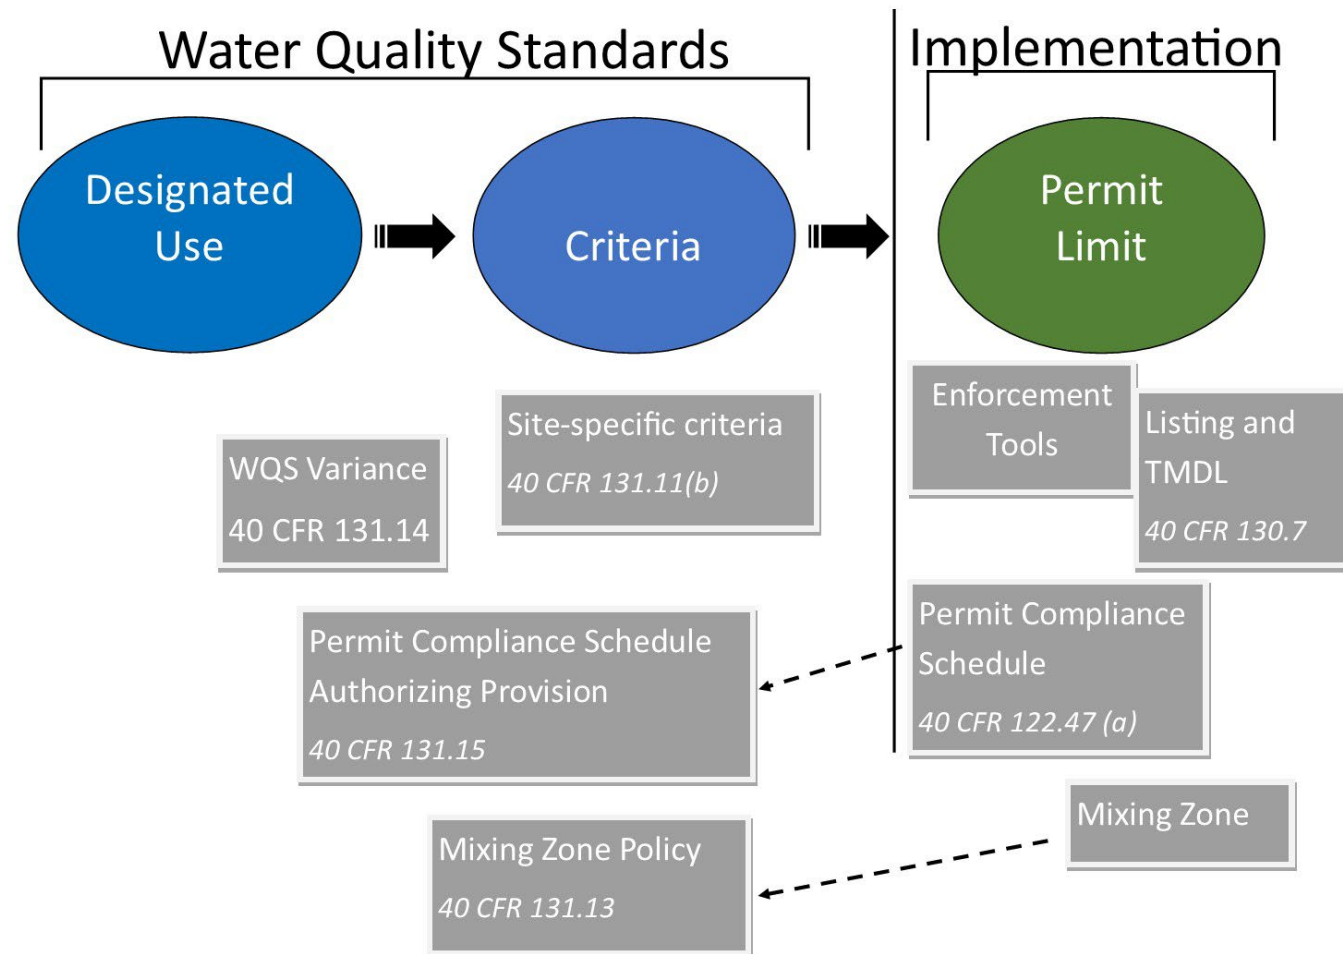 Water Quality Standards
Implementation
Designated
Use
Criteria
Permit
Limit
WQS Variance
40 CFR 131.14
Site-specific criteria
40 CFR 131.11(b)
Enforcement
Tools
Listing and
TMDL
40 CFR 130.7
Permit Compliance Schedule
Authorizing Provision
40 CFR 131.15
Permit Compliance
Schedule
40 CFR 122.47 (a)
Mixing Zone Policy
40 CFR 131.13
Mixing Zone